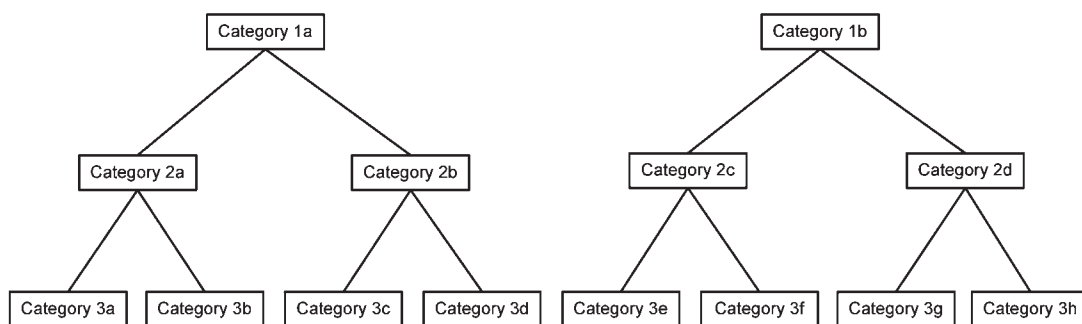 Category 1a
Category 1b
Category 2a
Category 2b
Category 2c
Category 2d
Category 3a
Category 3b
Category 3c
Category 3d
Category 3e
Category 3f
Category 3g
Category 3h